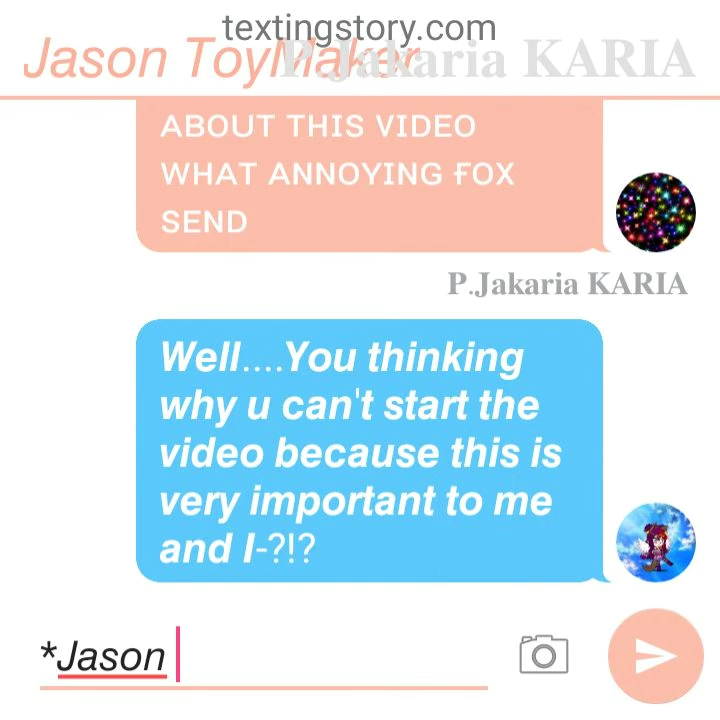 textingstory.com
Jason ToyMaker
P.Jakaria KARIA
ABOUT THIS VIDEO
WHAT ANNOYING FOX
SEND
P.Jakaria KARIA
Well....You thinking
why u can't start the
video because this is
very important to me
and I-?!?
*Jason